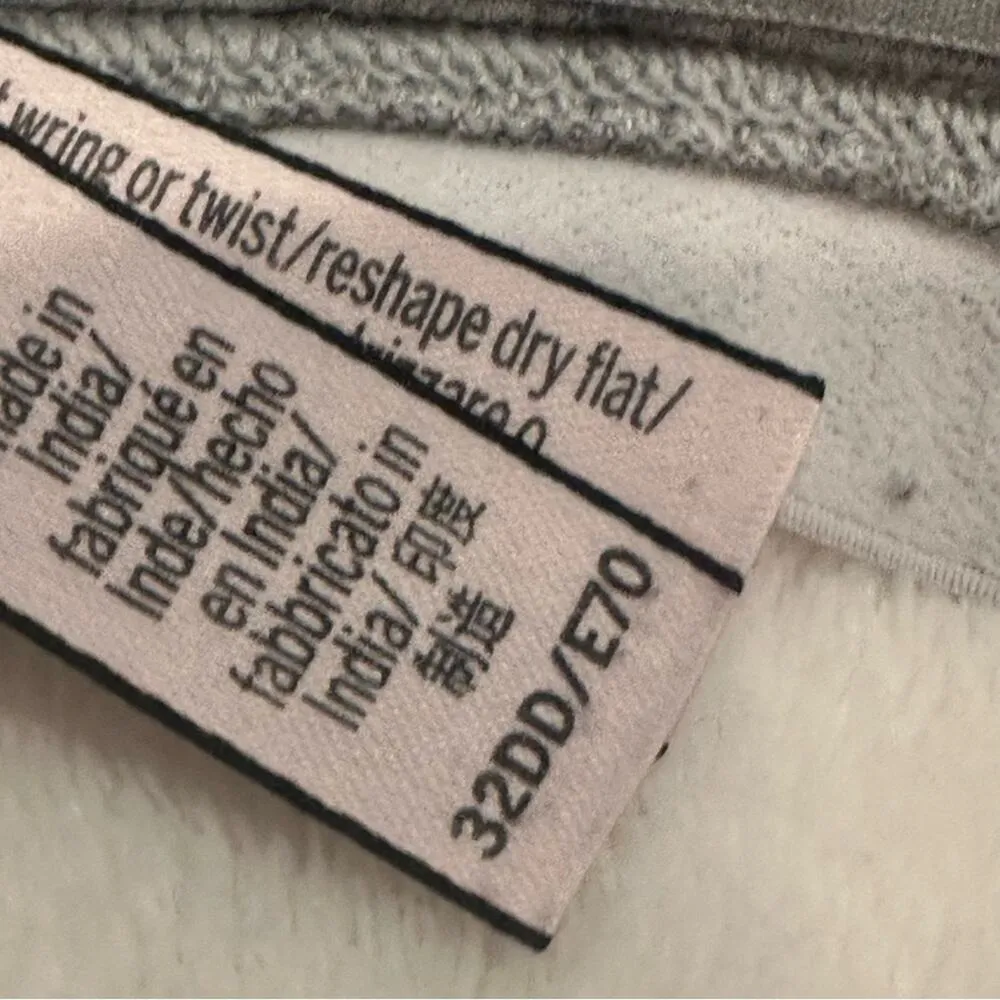 wring or twist/reshape dry flat/
made in
India/
fabriqué en
Inde/hecho
en India/
fabbricato in
India/ 印度
制造
32DD/E70